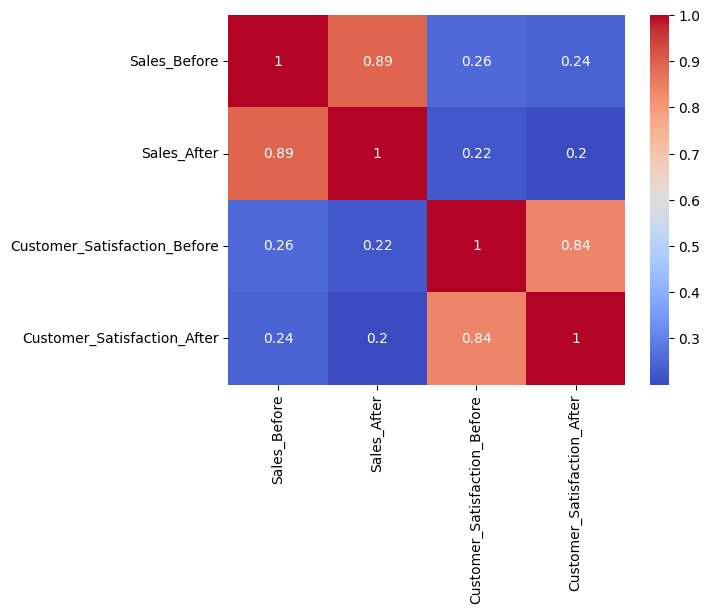 Sales_Before 1 0.89 0.26 0.24
Sales_After 0.89 1 0.22 0.2
Customer_Satisfaction_Before 0.26 0.22 1 0.84
Customer_Satisfaction_After 0.24 0.2 0.84 1
Sales_Before
Sales_After
Customer_Satisfaction_Before
Customer_Satisfaction_After
1.0
0.9
0.8
0.7
0.6
0.5
0.4
0.3